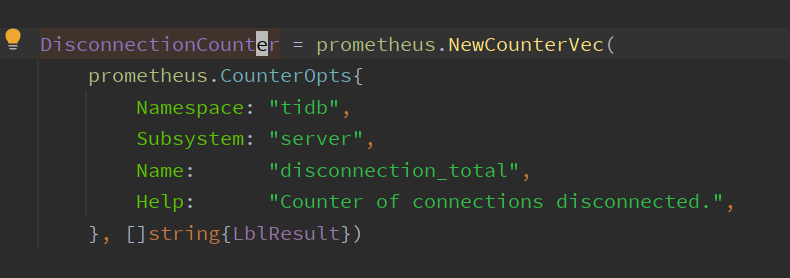 DisconnectionCounter = prometheus.NewCounterVec(
    prometheus.CounterOpts{
        Namespace: "tidb",
        Subsystem: "server",
        Name:      "disconnection_total",
        Help:      "Counter of connections disconnected.",
    }, []string{LblResult})